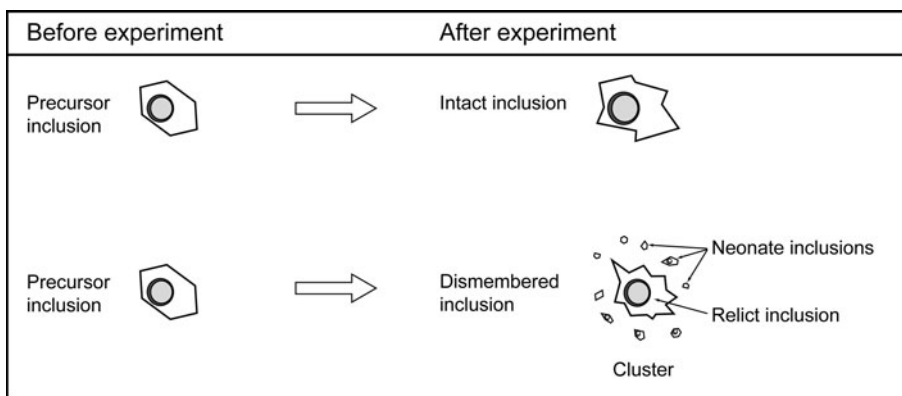 Before experiment
After experiment
Precursor
inclusion
Intact inclusion
Precursor
inclusion
Dismembered
inclusion
Neonate inclusions
Relict inclusion
Cluster